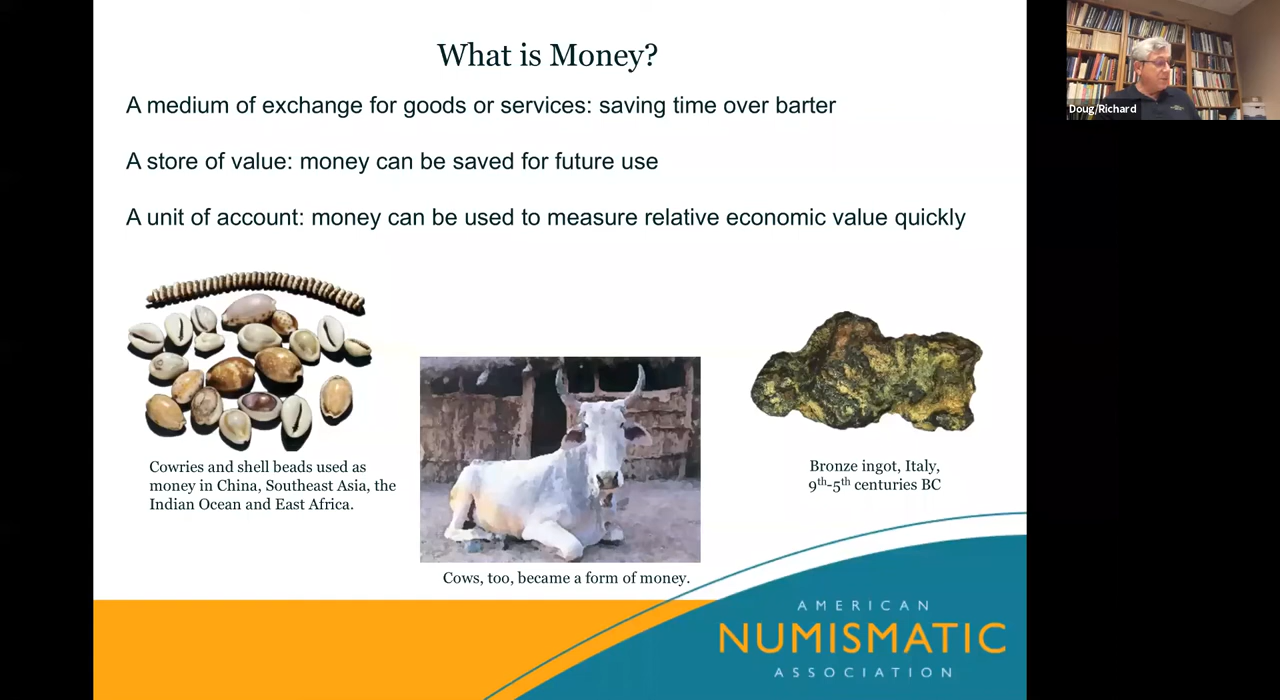 What is Money?
A medium of exchange for goods or services: saving time over barter
A store of value: money can be saved for future use
A unit of account: money can be used to measure relative economic value quickly
Cowries and shell beads used as
money in China, Southeast Asia, the
Indian Ocean and East Africa.
Cows, too, became a form of money.
Bronze ingot, Italy,
9th-5th centuries BC
AMERICAN
NUMISMATIC
ASSOCIATION
Doug/Richard